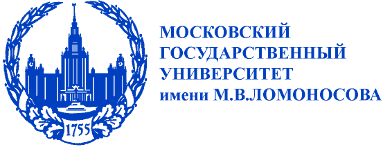 МОСКОВСКИЙ
ГОСУДАРСТВЕННЫЙ
УНИВЕРСИТЕТ
имени М.В.ЛОМОНОСОВА
1755